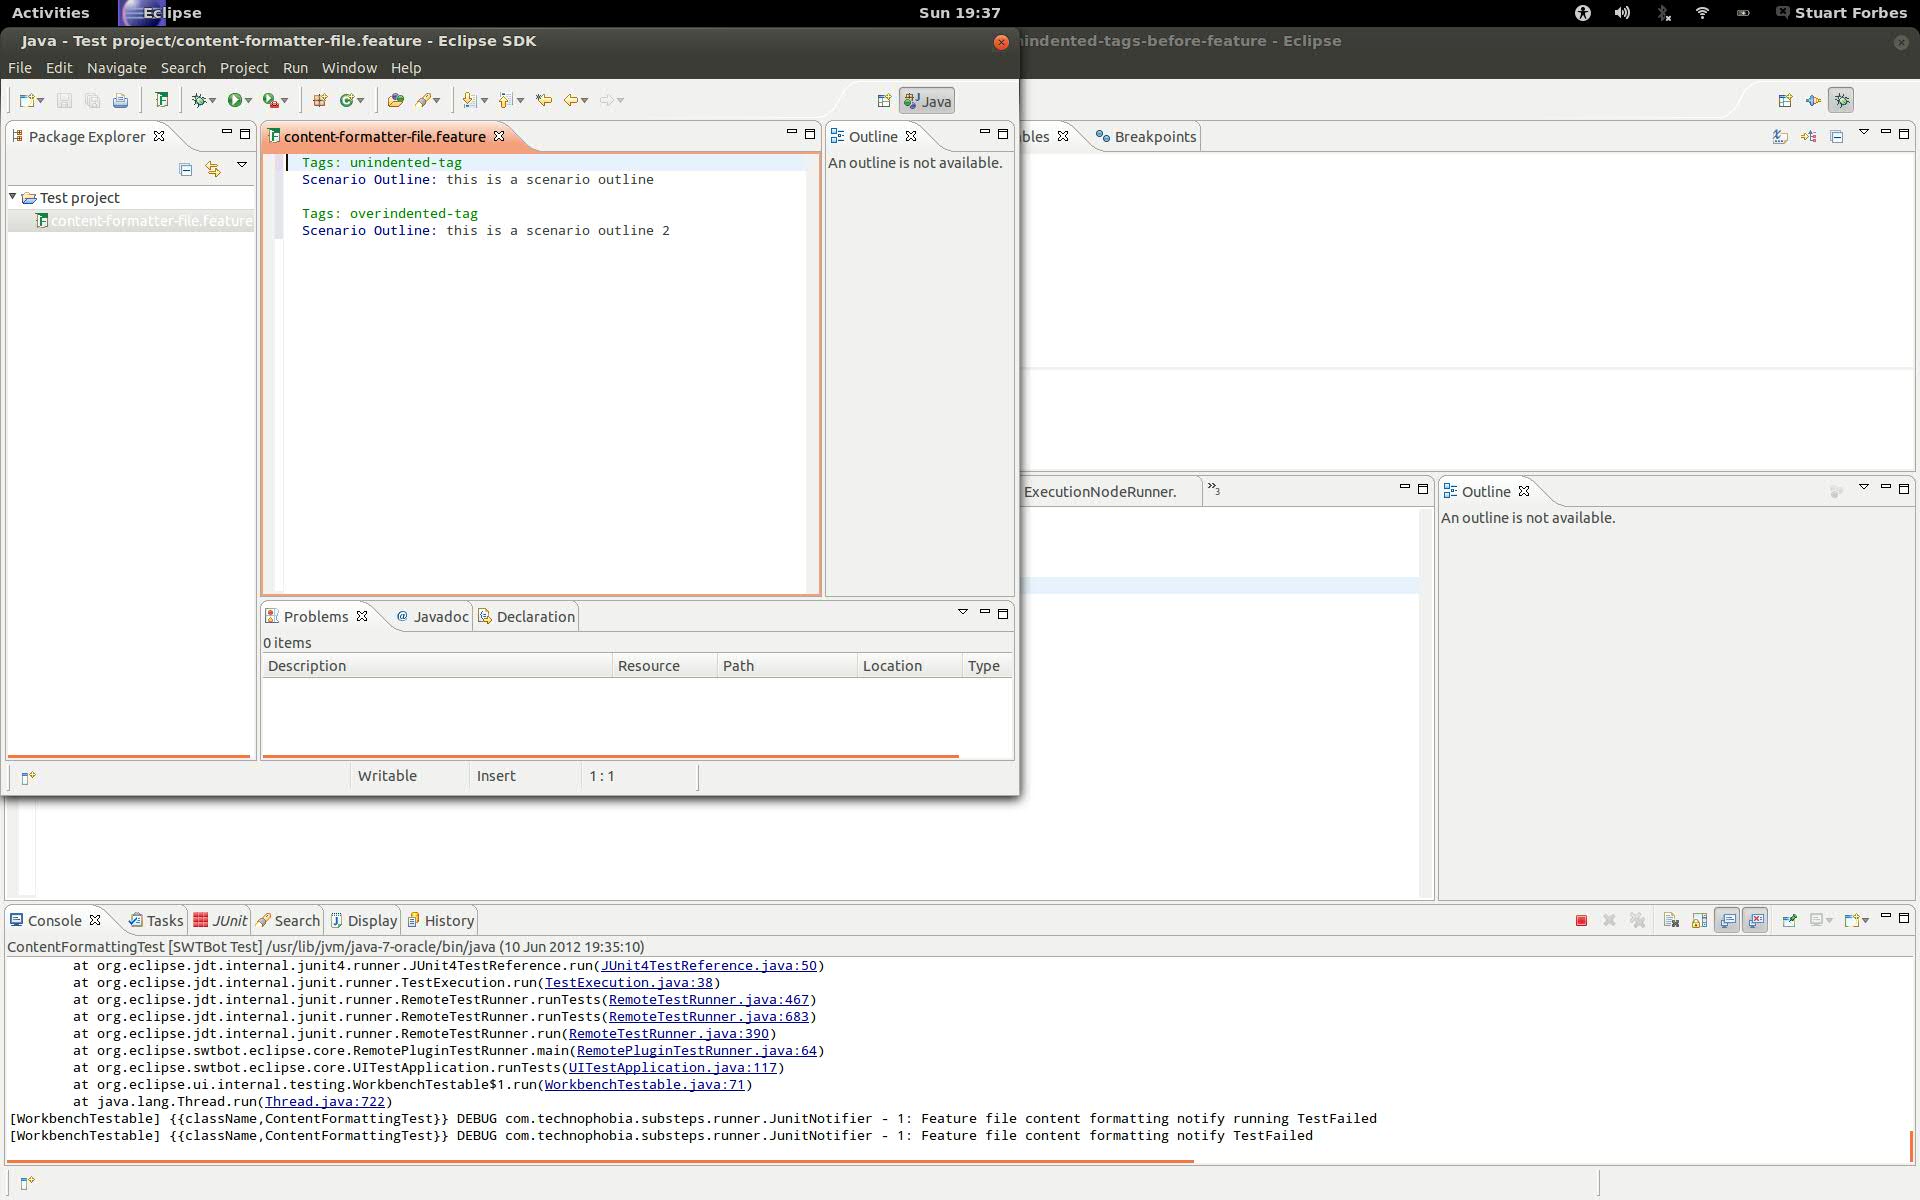 Activities
Eclipse
Sun 19:37
Stuart Forbes
Java - Test project/content-formatter-file.feature - Eclipse SDK
indented-tags-before-feature - Eclipse
File Edit Navigate Search Project Run Window Help
Java
Package Explorer
content-formatter-file.feature
Outline
bles
Breakpoints
Tags: unindented-tag
An outline is not available.
Scenario Outline: this is a scenario outline
Test project
Tags: overindented-tag
content-formatter-file.feature
Scenario Outline: this is a scenario outline 2
ExecutionNodeRunner.
»3
Outline
An outline is not available.
Problems
@ Javadoc
Declaration
0 items
Description Resource Path Location Type
Writable Insert 1 : 1
Console Tasks JUnit Search Display History
ContentFormattingTest [SWTBot Test] /usr/lib/jvm/java-7-oracle/bin/java (10 Jun 2012 19:35:10)
at org.eclipse.jdt.internal.junit4.runner.JUnit4TestReference.run(JUnit4TestReference.java:50)
at org.eclipse.jdt.internal.junit.runner.TestExecution.run(TestExecution.java:38)
at org.eclipse.jdt.internal.junit.runner.RemoteTestRunner.runTests(RemoteTestRunner.java:467)
at org.eclipse.jdt.internal.junit.runner.RemoteTestRunner.runTests(RemoteTestRunner.java:683)
at org.eclipse.jdt.internal.junit.runner.RemoteTestRunner.run(RemoteTestRunner.java:390)
at org.eclipse.swtbot.eclipse.core.RemotePluginTestRunner.main(RemotePluginTestRunner.java:64)
at org.eclipse.swtbot.eclipse.core.UITestApplication.runTests(UITestApplication.java:117)
at org.eclipse.ui.internal.testing.WorkbenchTestable$1.run(WorkbenchTestable.java:71)
at java.lang.Thread.run(Thread.java:722)
[WorkbenchTestable] {{className,ContentFormattingTest}} DEBUG com.technophobia.substeps.runner.JunitNotifier - 1: Feature file content formatting notify running TestFailed
[WorkbenchTestable] {{className,ContentFormattingTest}} DEBUG com.technophobia.substeps.runner.JunitNotifier - 1: Feature file content formatting notify TestFailed